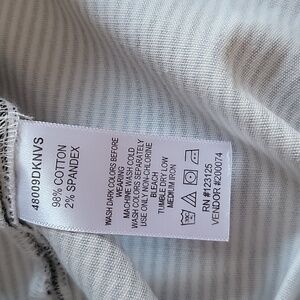 48009DKNVS
98% COTTON
2% SPANDEX
WASH DARK COLORS BEFORE
WEARING
MACHINE WASH COLD
WASH COLORS SEPARATELY
USE ONLY NON-CHLORINE
BLEACH
TUMBLE DRY LOW
MEDIUM IRON
RN #123125
VENDOR #200074